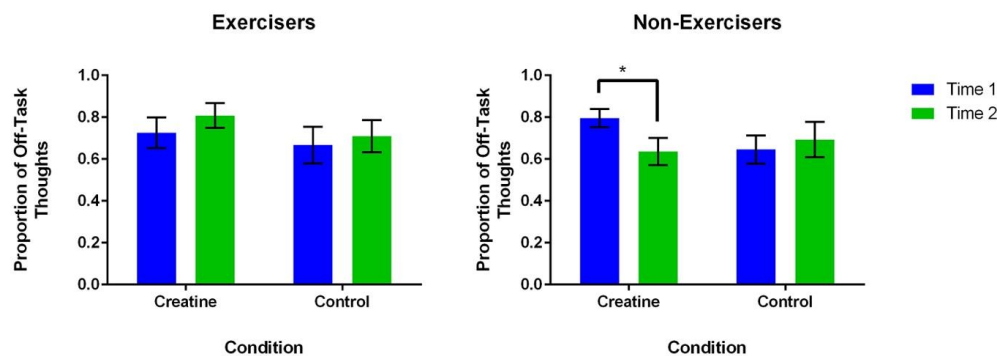 Exercisers
Proportion of Off-Task
Thoughts
1.0
0.8
0.6
0.4
0.2
0.0
Creatine
Control
Condition
Non-Exercisers
Proportion of Off-Task
Thoughts
1.0
0.8
0.6
0.4
0.2
0.0
*
Creatine
Control
Condition
Time 1
Time 2